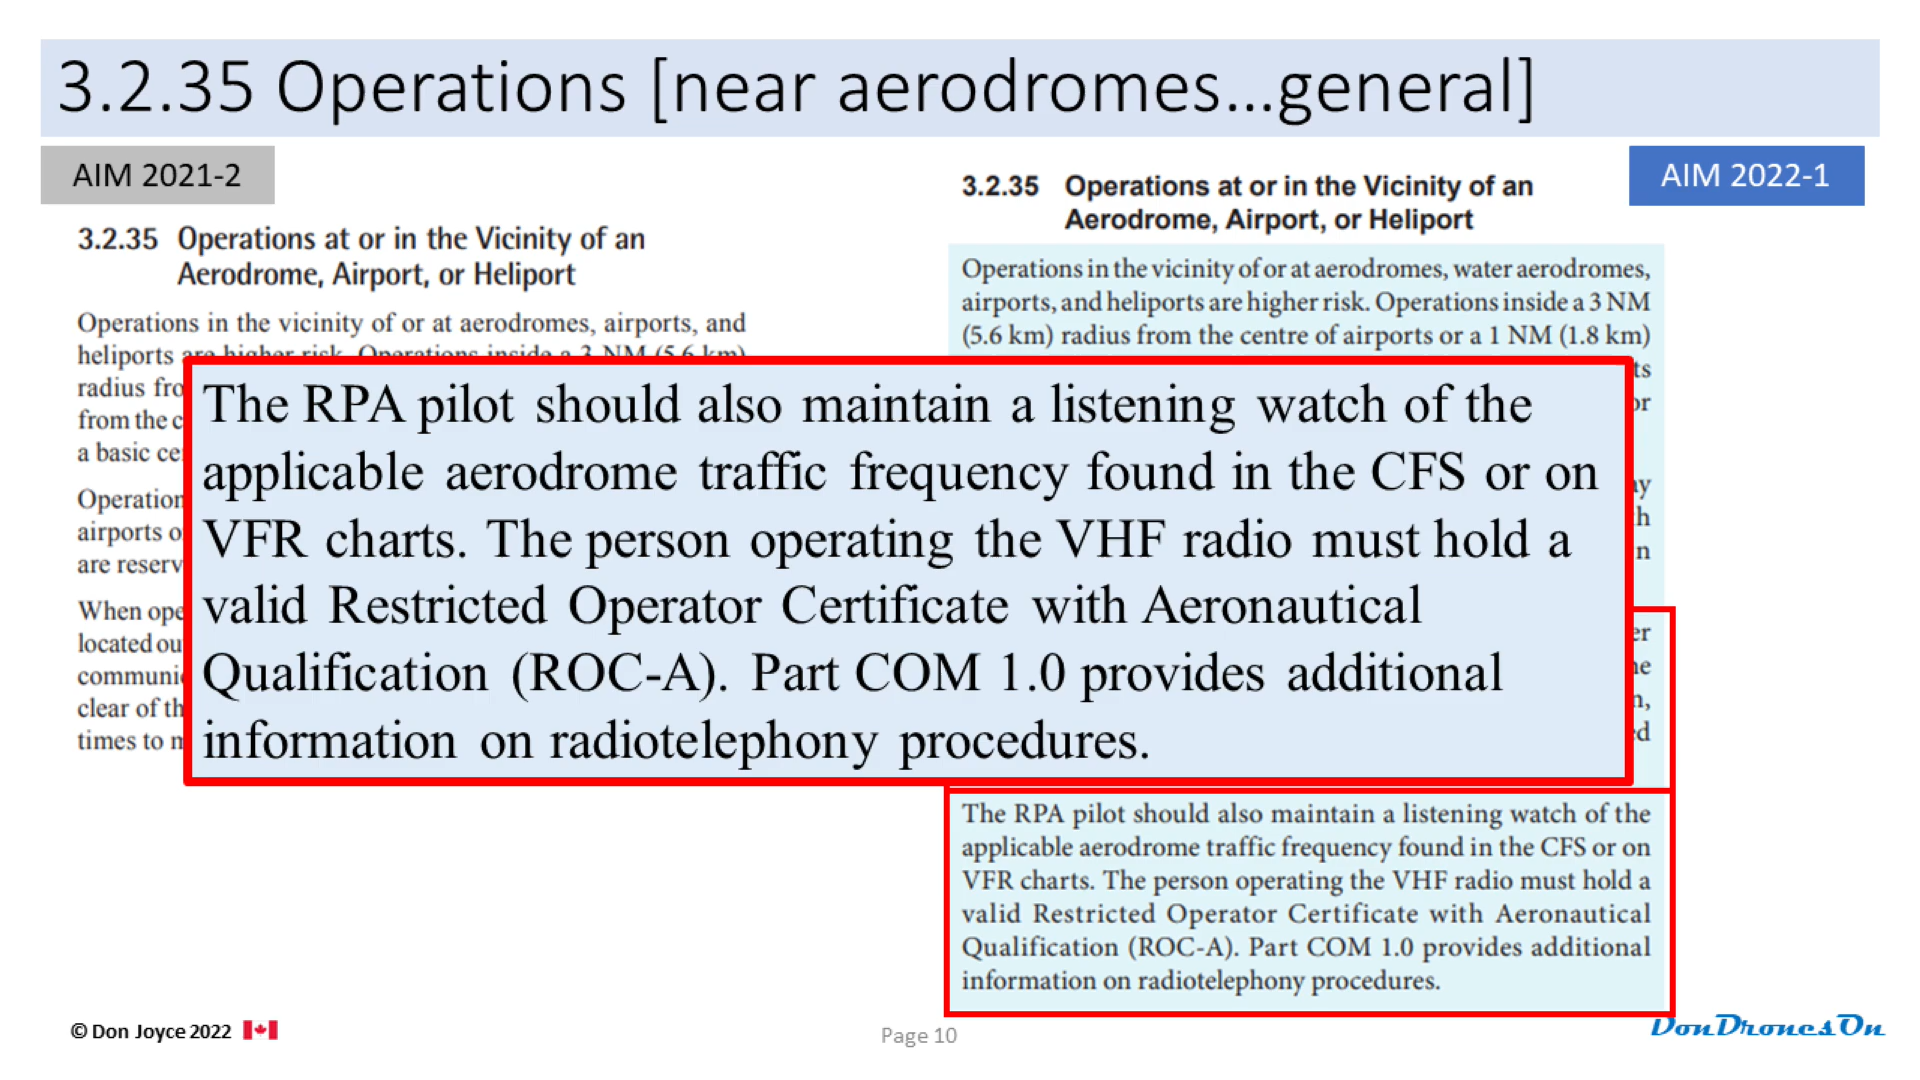 3.2.35 Operations [near aerodromes...general]
AIM 2021-2
AIM 2022-1
3.2.35 Operations at or in the Vicinity of an
Aerodrome, Airport, or Heliport
Operations in the vicinity of or at aerodromes, airports, and
heliports are higher risk. Operations inside a 3 NM (5.6 km)
radius
from the
a basic
airports
are
When
located
clear of
times to
3.2.35 Operations at or in the Vicinity of an
Aerodrome, Airport, or Heliport
Operations in the vicinity of or at aerodromes, water aerodromes,
airports, and heliports are higher risk. Operations inside a 3 NM
(5.6 km) radius from the centre of airports or a 1 NM (1.8 km)
The RPA pilot should also maintain a listening watch of the
applicable aerodrome traffic frequency found in the CFS or on
VFR charts. The person operating the VHF radio must hold a
valid Restricted Operator Certificate with Aeronautical
Qualification (ROC-A). Part COM 1.0 provides additional
information on radiotelephony procedures.
The RPA pilot should also maintain a listening watch of the
applicable aerodrome traffic frequency found in the CFS or on
VFR charts. The person operating the VHF radio must hold a
valid Restricted Operator Certificate with Aeronautical
Qualification (ROC-A). Part COM 1.0 provides additional
information on radiotelephony procedures.
© Don Joyce 2022
Page 10
DonDronesOn